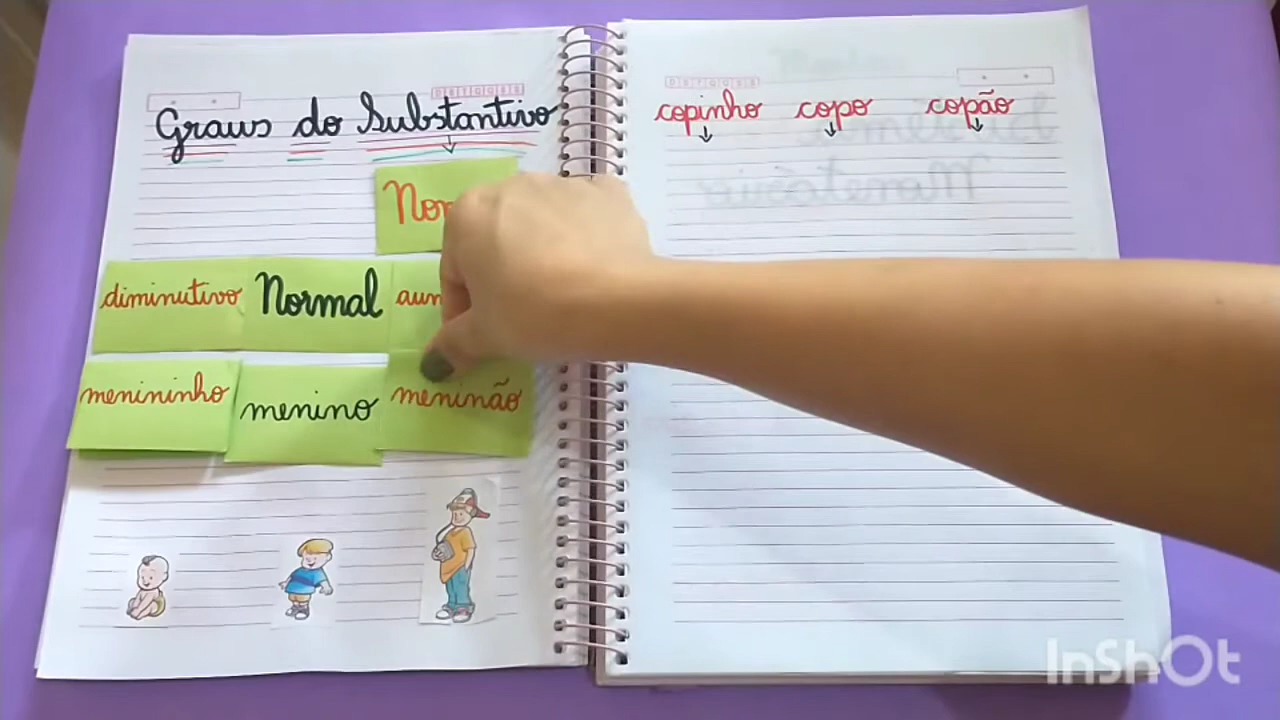 Graus do Substantivo
diminutivo Normal
menininho menino meninão
copinho copo copão
InShOt